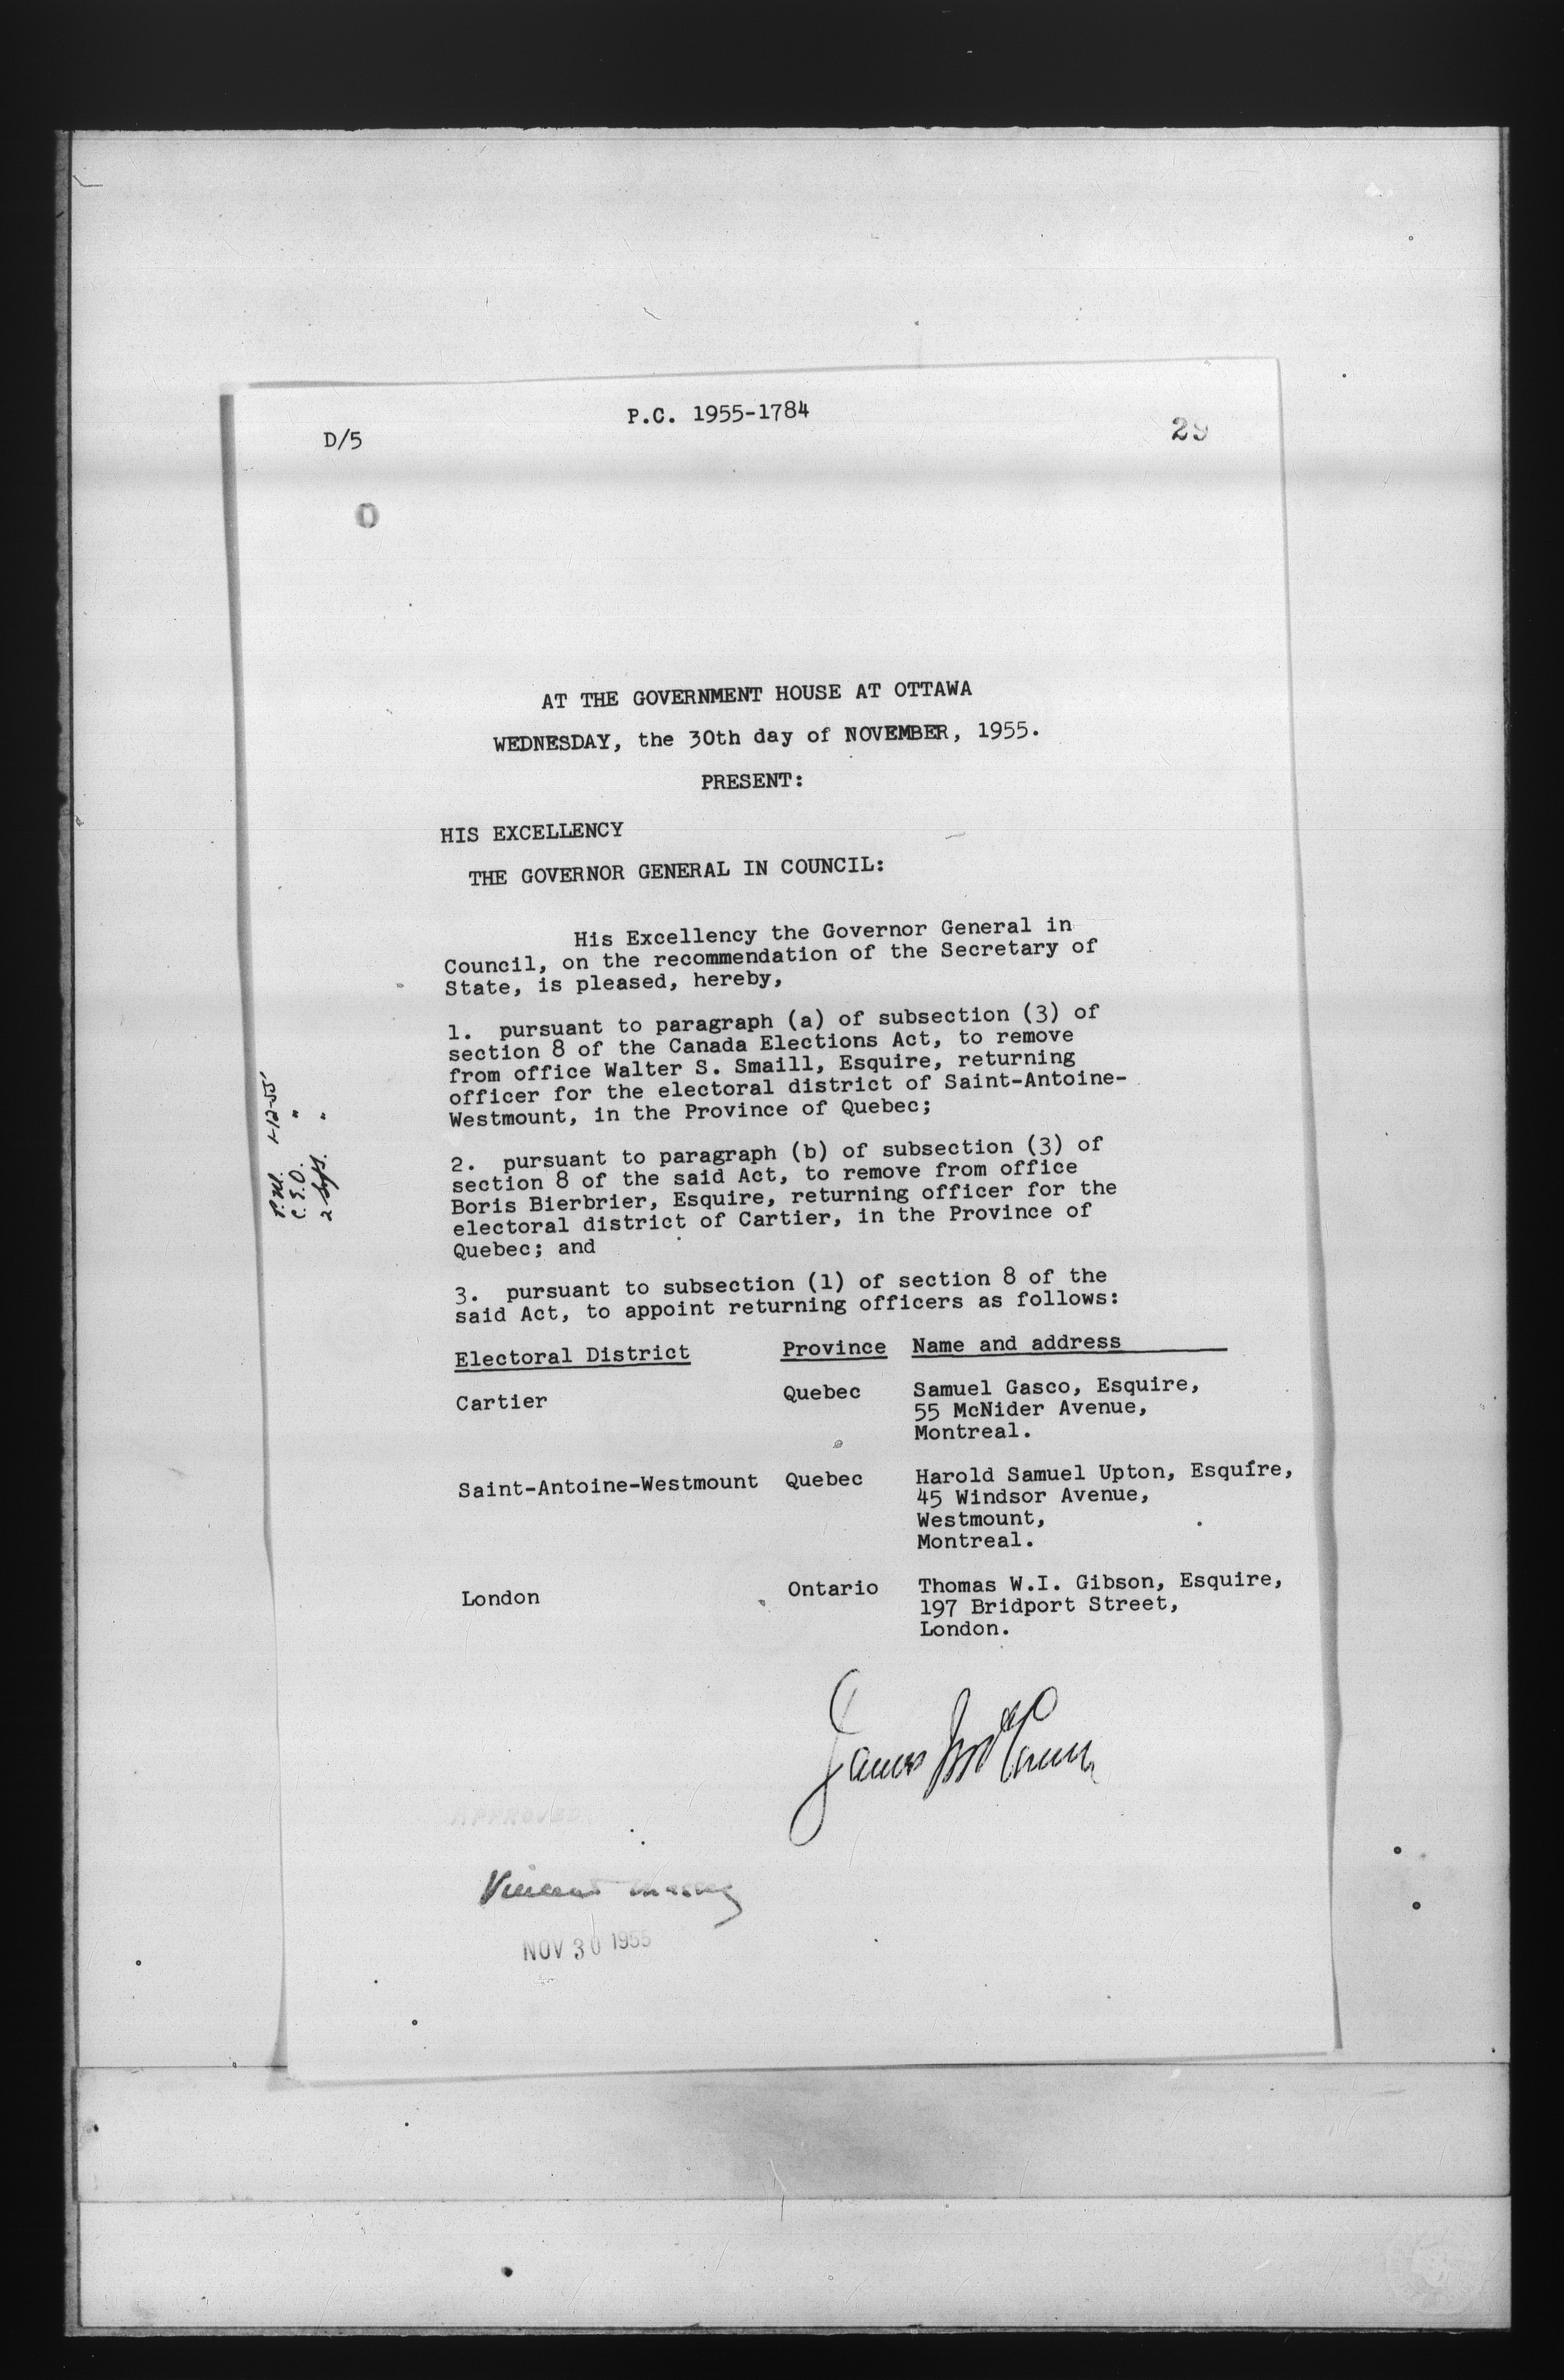 P.C. 1955-1784
D/5
29
O
AT THE GOVERNMENT HOUSE AT OTTAWA
WEDNESDAY, the 30th day of NOVEMBER, 1955.
PRESENT:
HIS EXCELLENCY
THE GOVERNOR GENERAL IN COUNCIL:
His Excellency the Governor General in
Council, on the recommendation of the Secretary of
State, is pleased, hereby,
1. pursuant to paragraph (a) of subsection (3) of
section 8 of the Canada Elections Act, to remove
from office Walter S. Smaill, Esquire, returning
officer for the electoral district of Saint-Antoine-
Westmount, in the Province of Quebec;
2. pursuant to paragraph (b) of subsection (3) of
section 8 of the said Act, to remove from office
Boris Bierbrier, Esquire, returning officer for the
electoral district of Cartier, in the Province of
Quebec; and
3. pursuant to subsection (1) of section 8 of the
said Act, to appoint returning officers as follows:
Electoral District Province Name and address
Cartier Quebec Samuel Gasco, Esquire,
55 McNider Avenue,
Montreal.
Saint-Antoine-Westmount Quebec Harold Samuel Upton, Esquire,
45 Windsor Avenue,
Westmount,
Montreal.
London Ontario Thomas W.I. Gibson, Esquire,
197 Bridport Street,
London.
James
APPROVED
Vincent Massey
NOV 30 1955
1-12-55
C.E.O. "